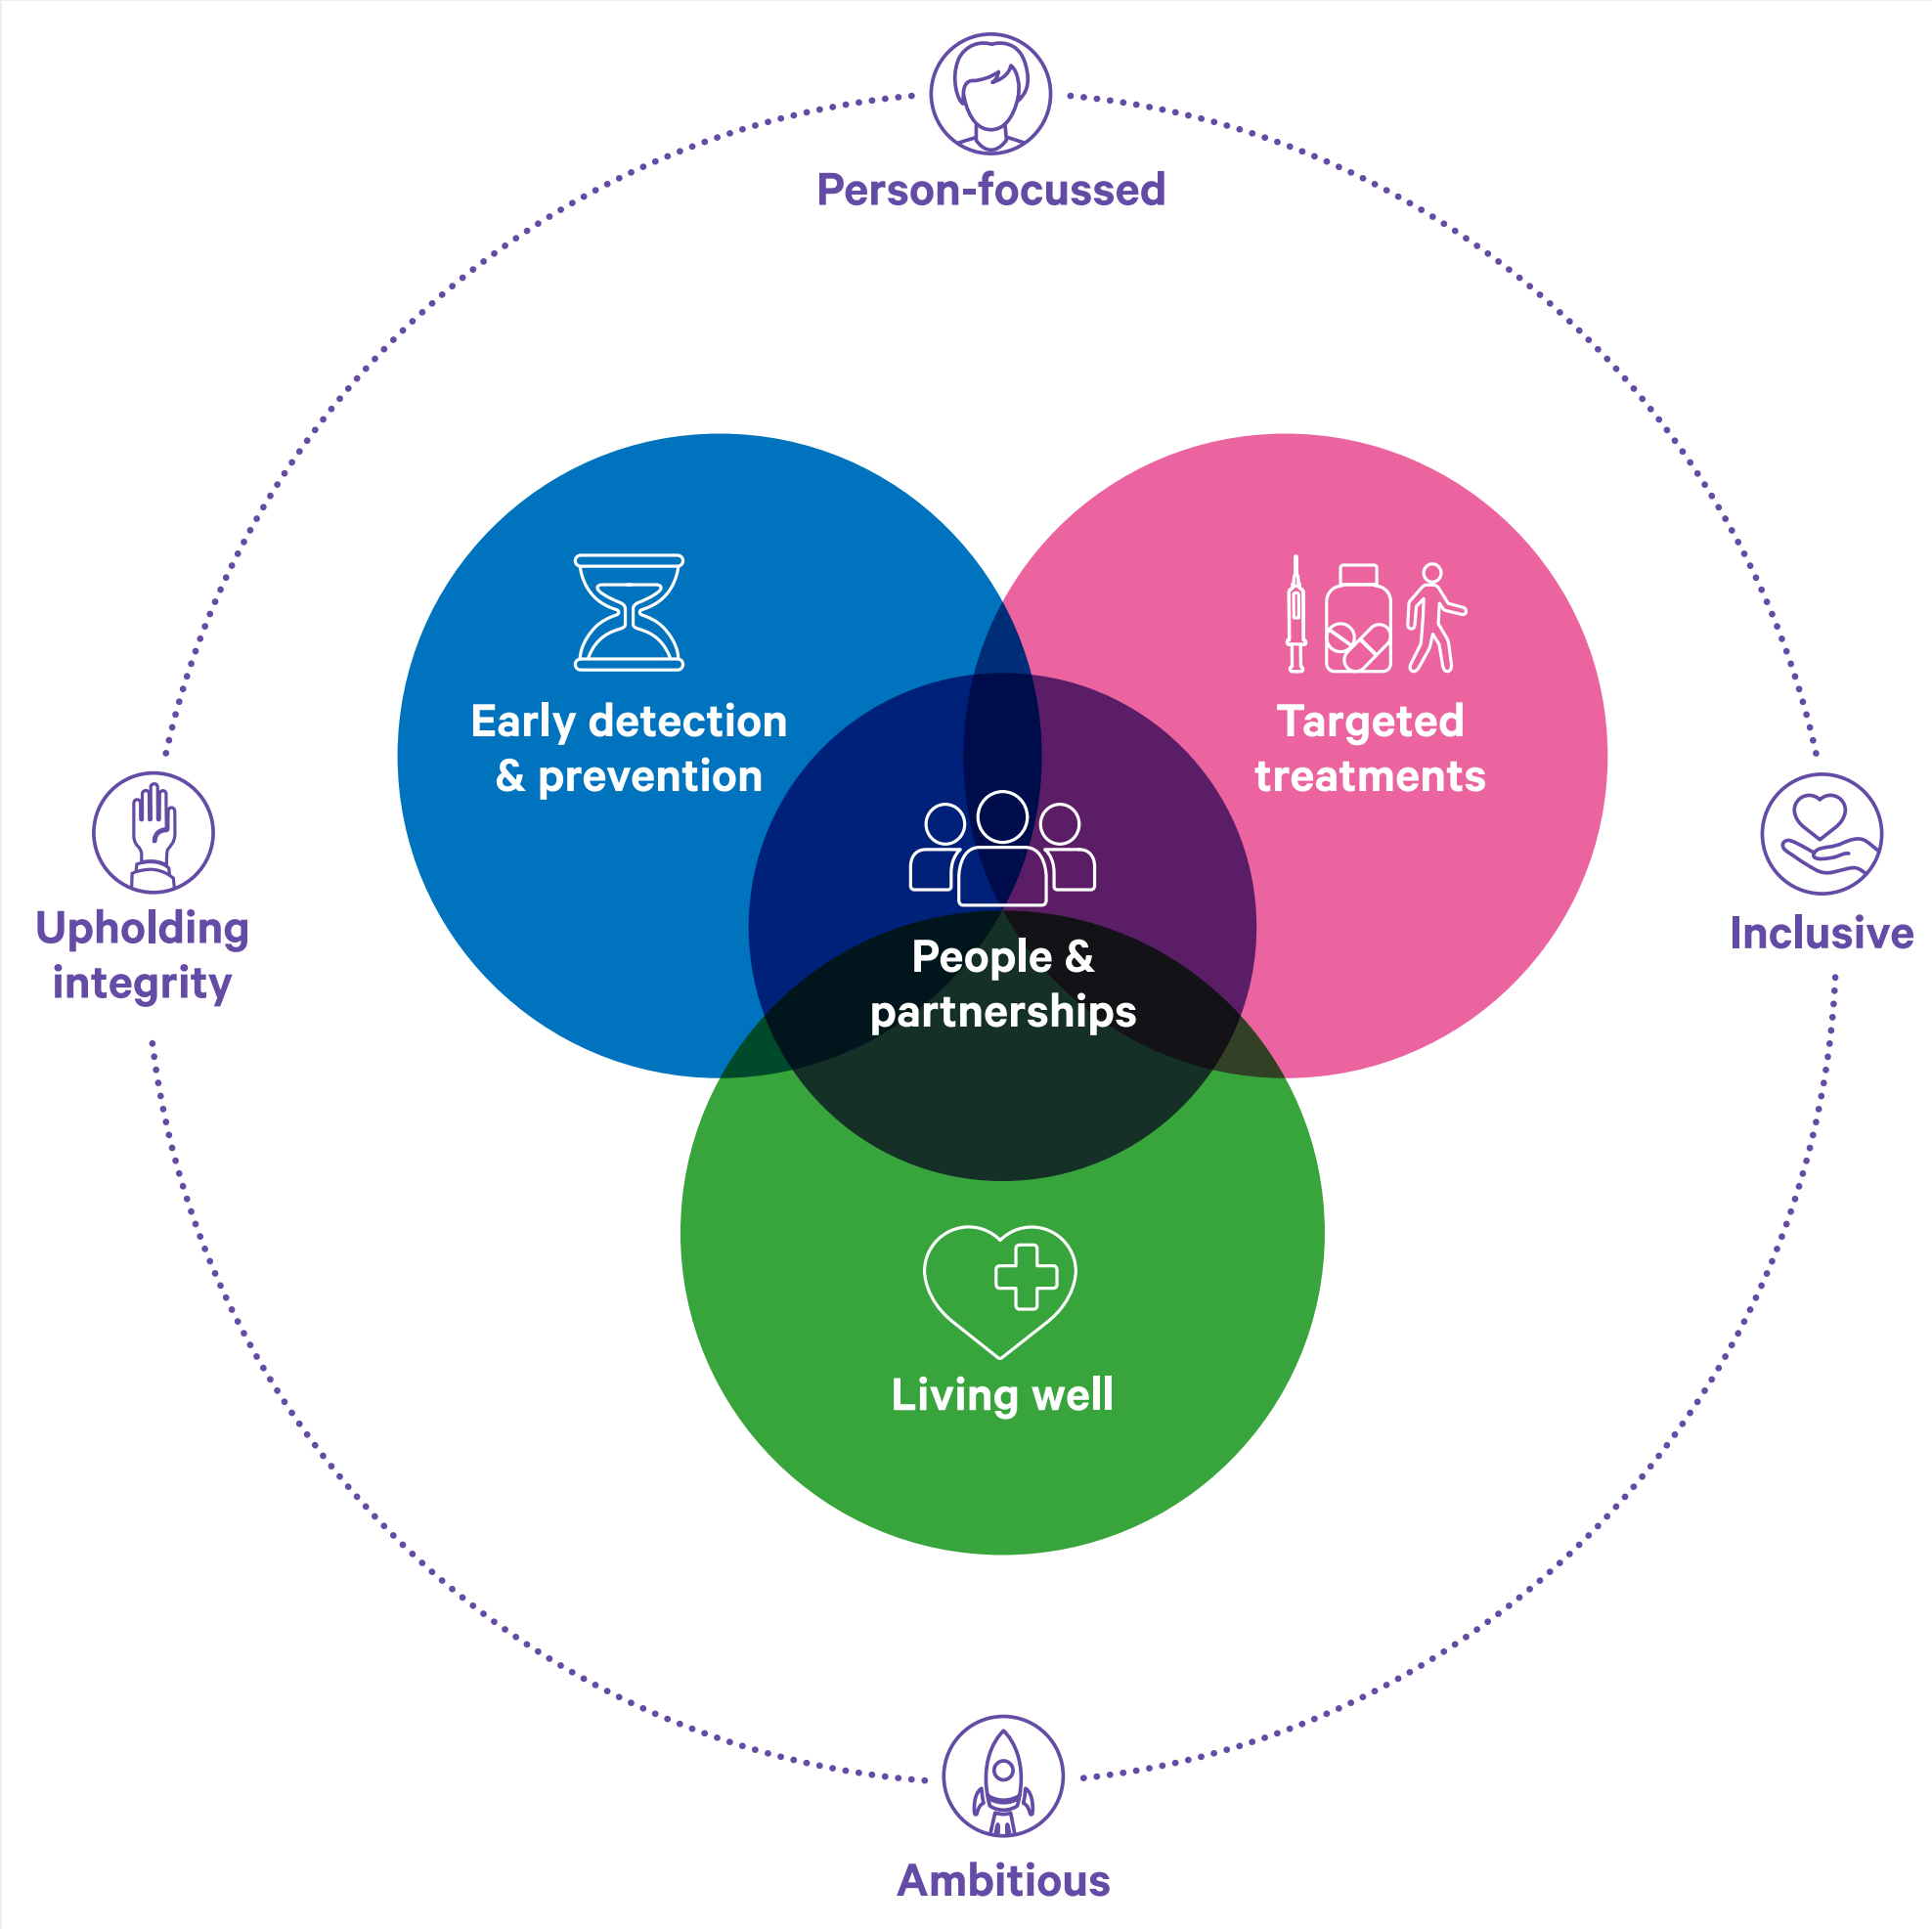 Person-focussed
Early detection
& prevention
Targeted
treatments
Upholding
integrity
People &
partnerships
Inclusive
Living well
Ambitious